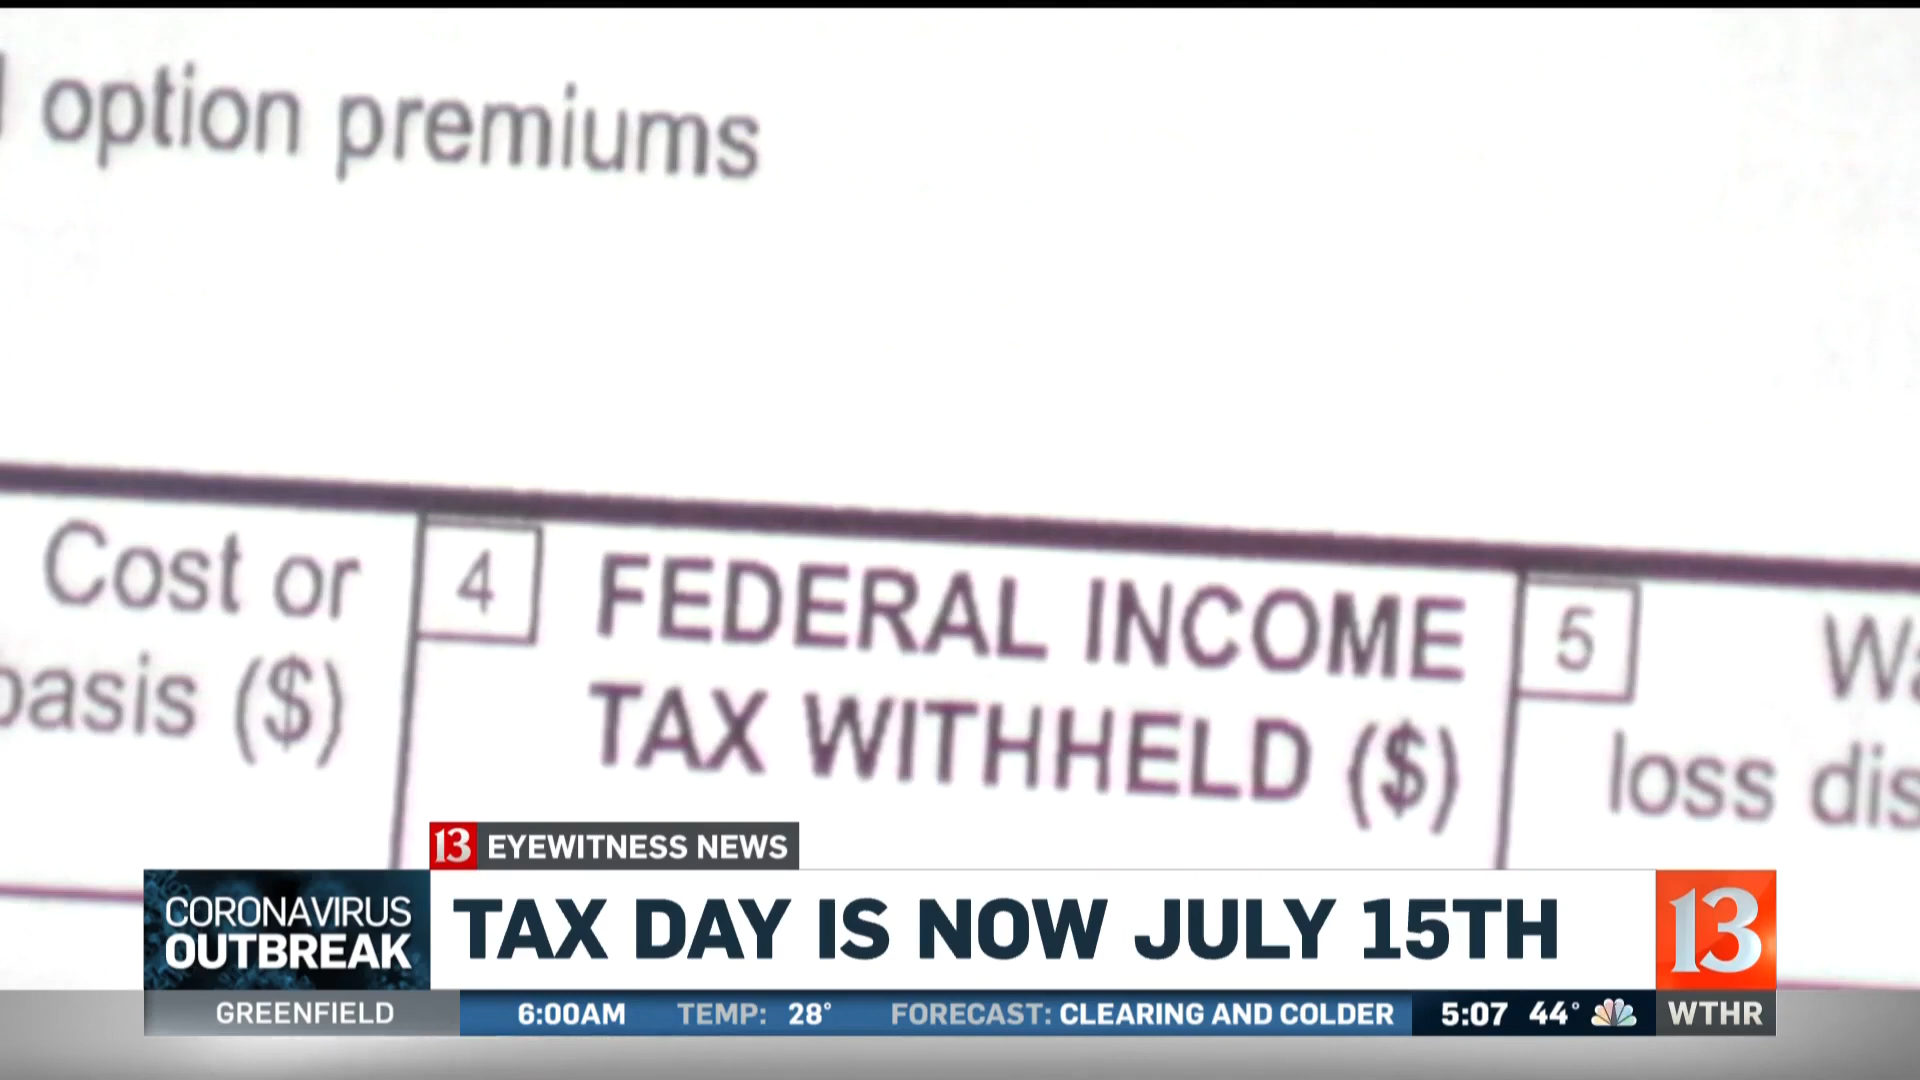 option premiums
Cost or
basis ($)
4
FEDERAL INCOME
TAX WITHHELD ($)
5
loss dis
13 EYEWITNESS NEWS
CORONAVIRUS
OUTBREAK
TAX DAY IS NOW JULY 15TH
13
GREENFIELD
6:00AM TEMP: 28° FORECAST: CLEARING AND COLDER
5:07 44°
WTHR